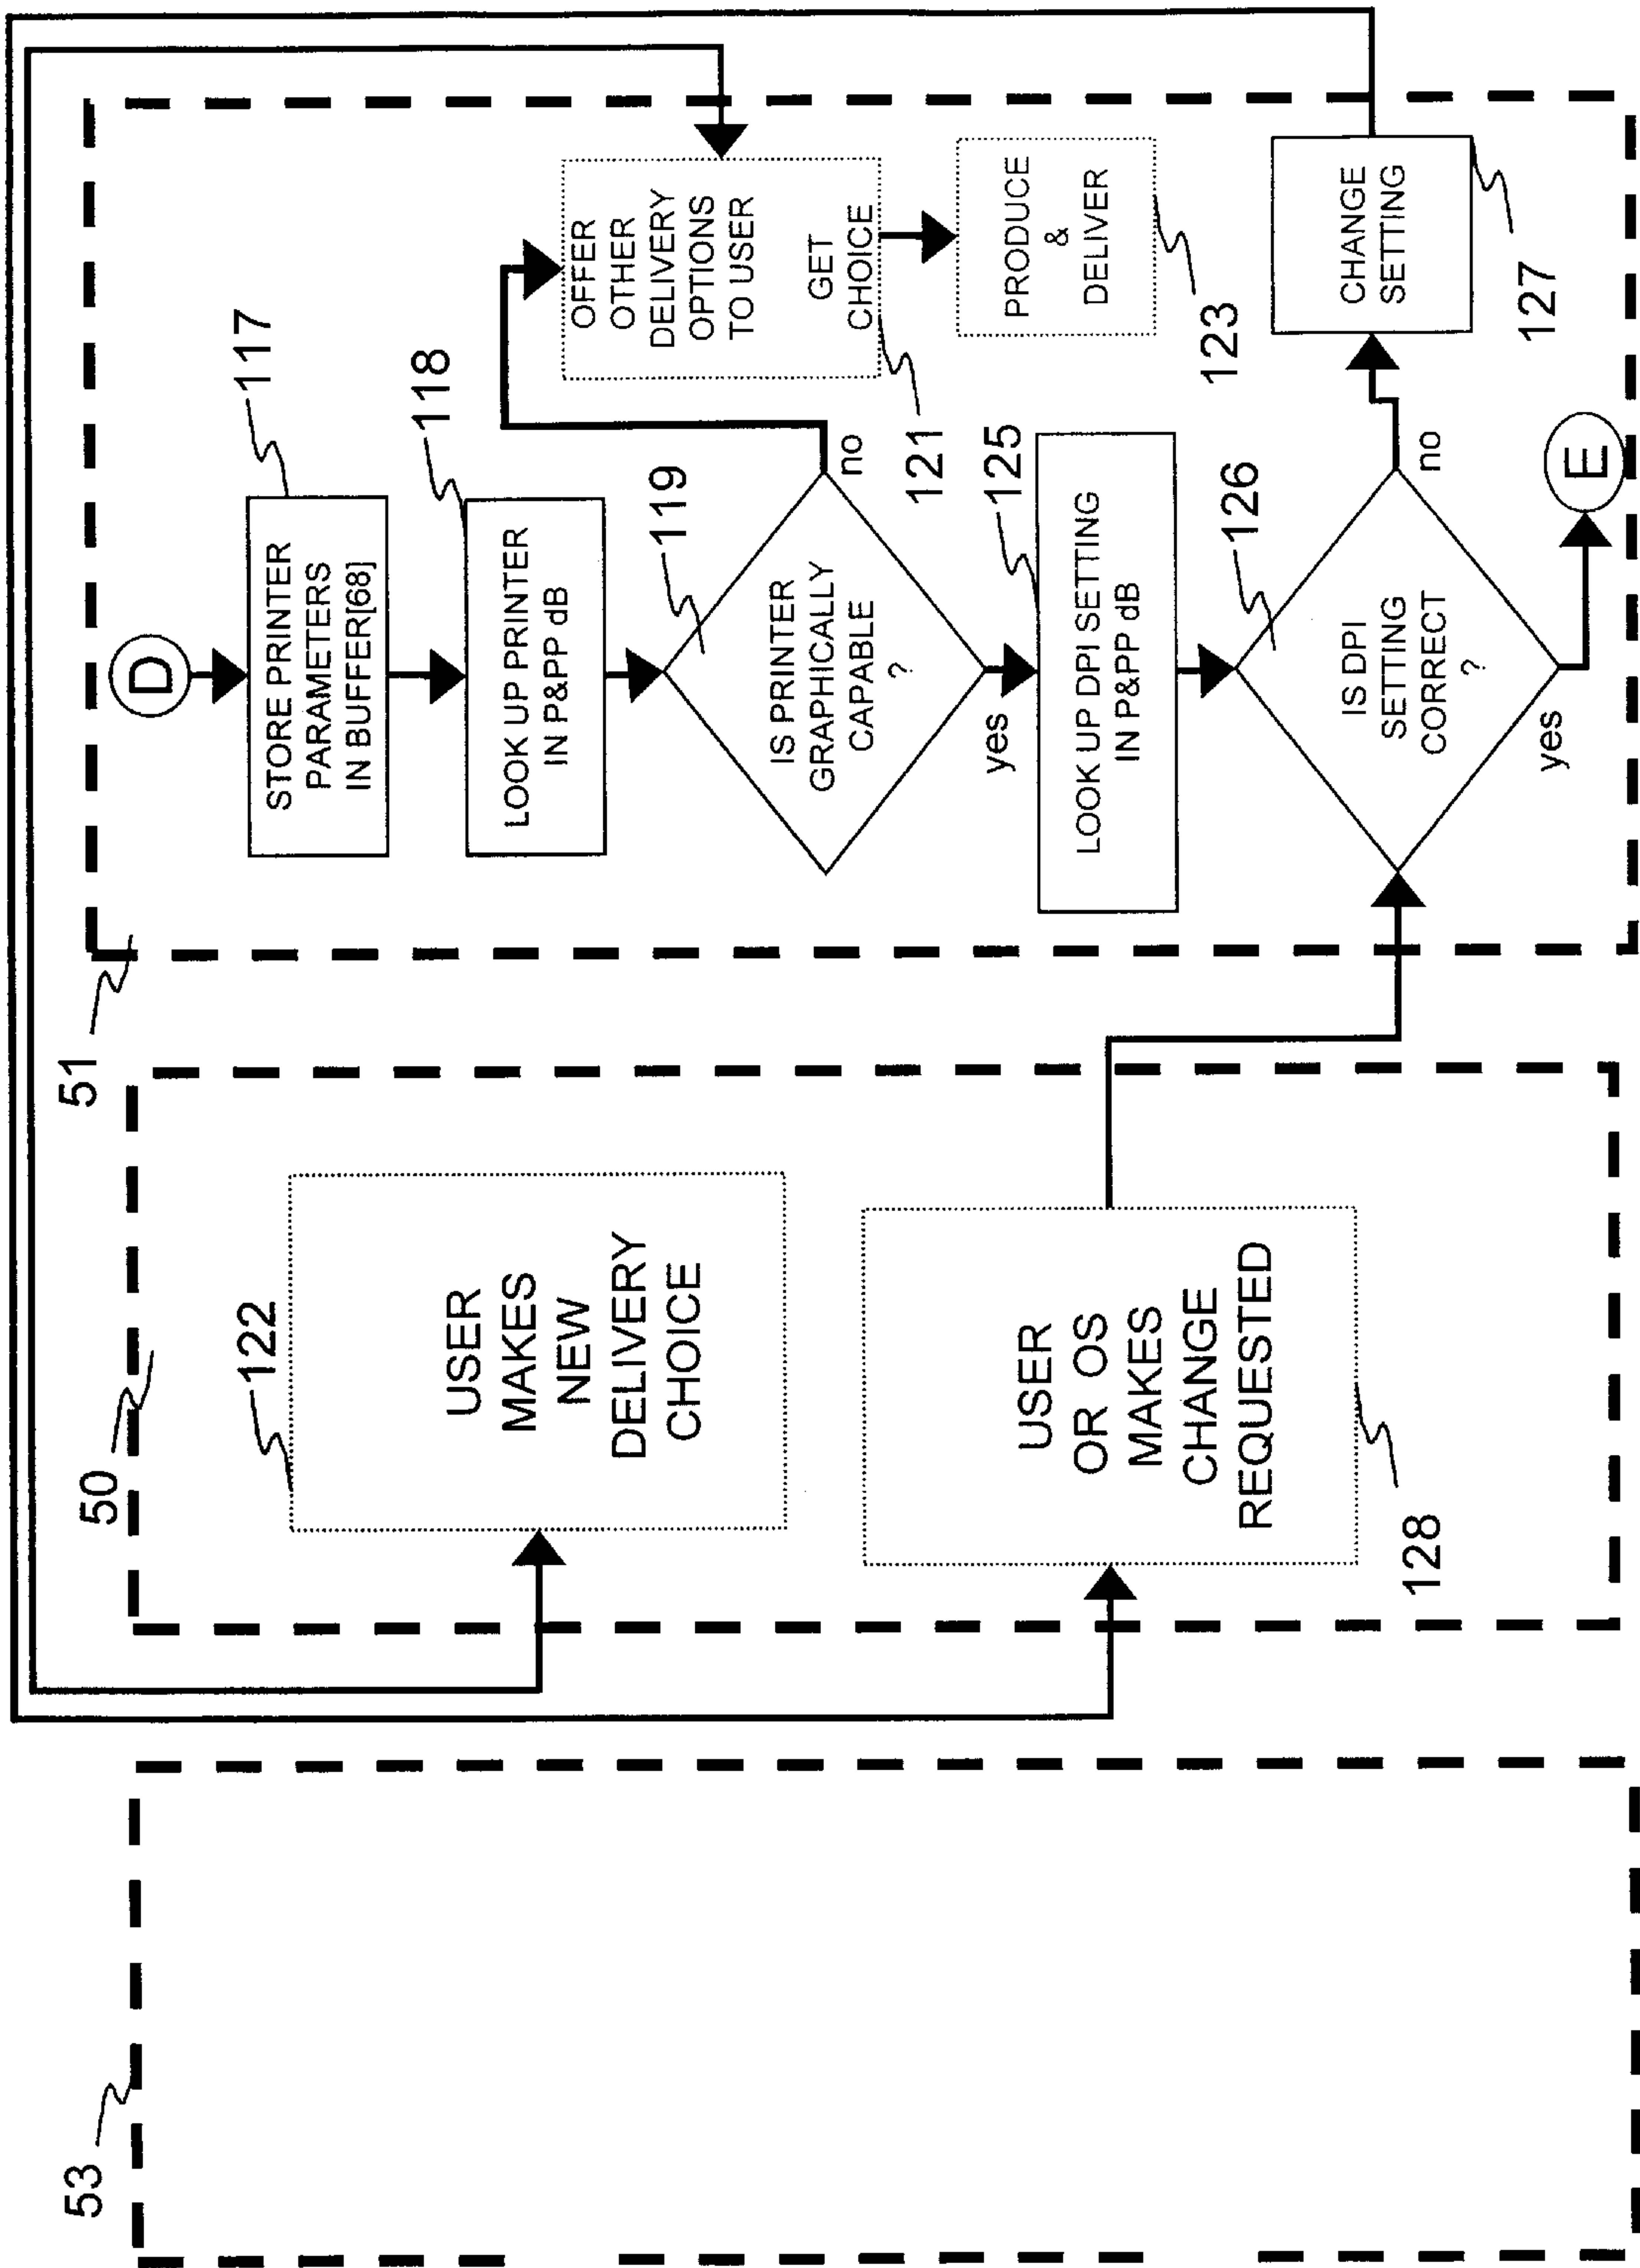 53
50
51
122
USER
MAKES
NEW
DELIVERY
CHOICE
USER
OR OS
MAKES
CHANGE
REQUESTED
128
D
STORE PRINTER
PARAMETERS
IN BUFFER[68]
117
LOOK UP PRINTER
IN P&PP dB
118
IS PRINTER
GRAPHICALLY
CAPABLE
?
119
no
yes
OFFER
OTHER
DELIVERY
OPTIONS
TO USER
GET
CHOICE
121
PRODUCE
&
DELIVER
123
LOOK UP DPI SETTING
IN P&PP dB
125
IS DPI
SETTING
CORRECT
?
126
no
yes
CHANGE
SETTING
127
E